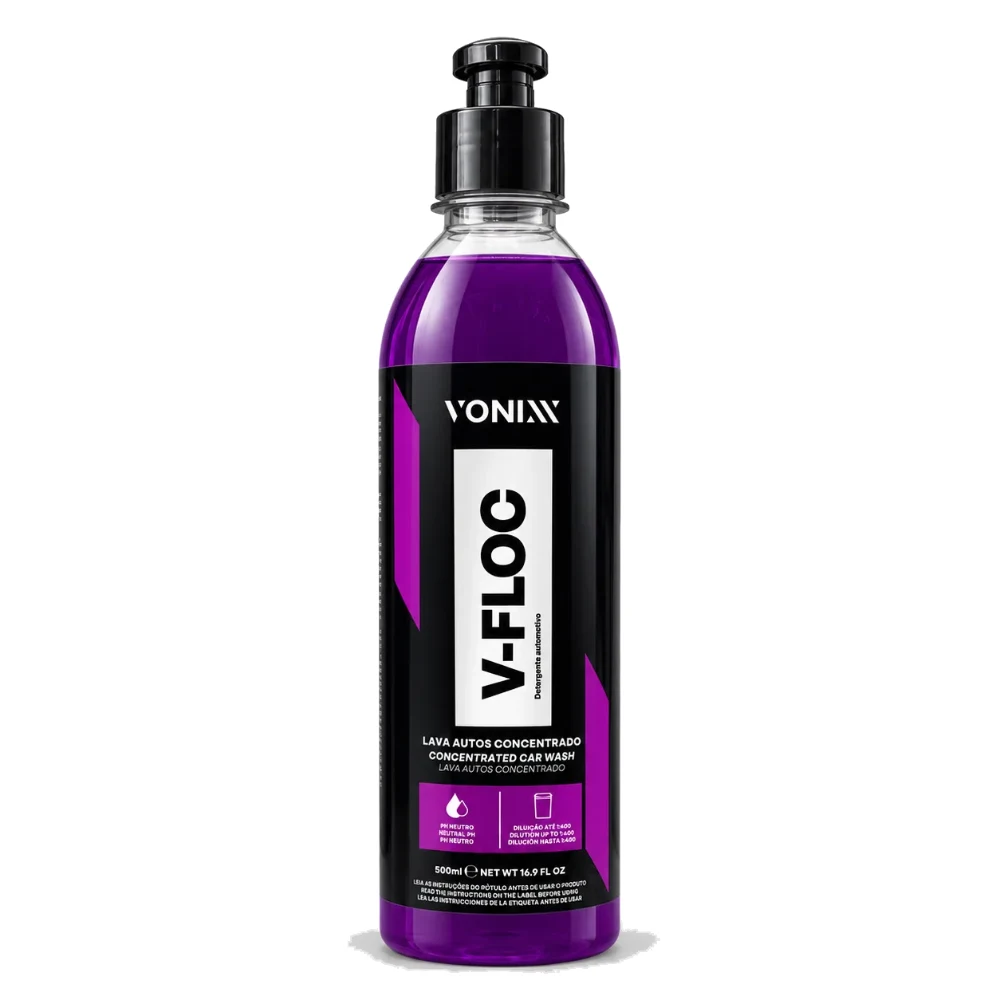 VONIXX
V-FLOC
Detergente automotivo
LAVA AUTOS CONCENTRADO
CONCENTRATED CAR WASH
LAVA AUTOS CONCENTRADO
PH NEUTRO
NEUTRAL PH
PH NEUTRO
DILUIÇÃO ATÉ 1:400
DILUTION UP TO 1:400
DILUCIÓN HASTA 1:400
500ml ℮ NET WT 16.9 FL OZ
LEIA AS INSTRUÇÕES DO RÓTULO ANTES DE USAR O PRODUTO
READ THE INSTRUCTIONS ON THE LABEL BEFORE USING
LEA LAS INSTRUCCIONES DE LA ETIQUETA ANTES DE USAR